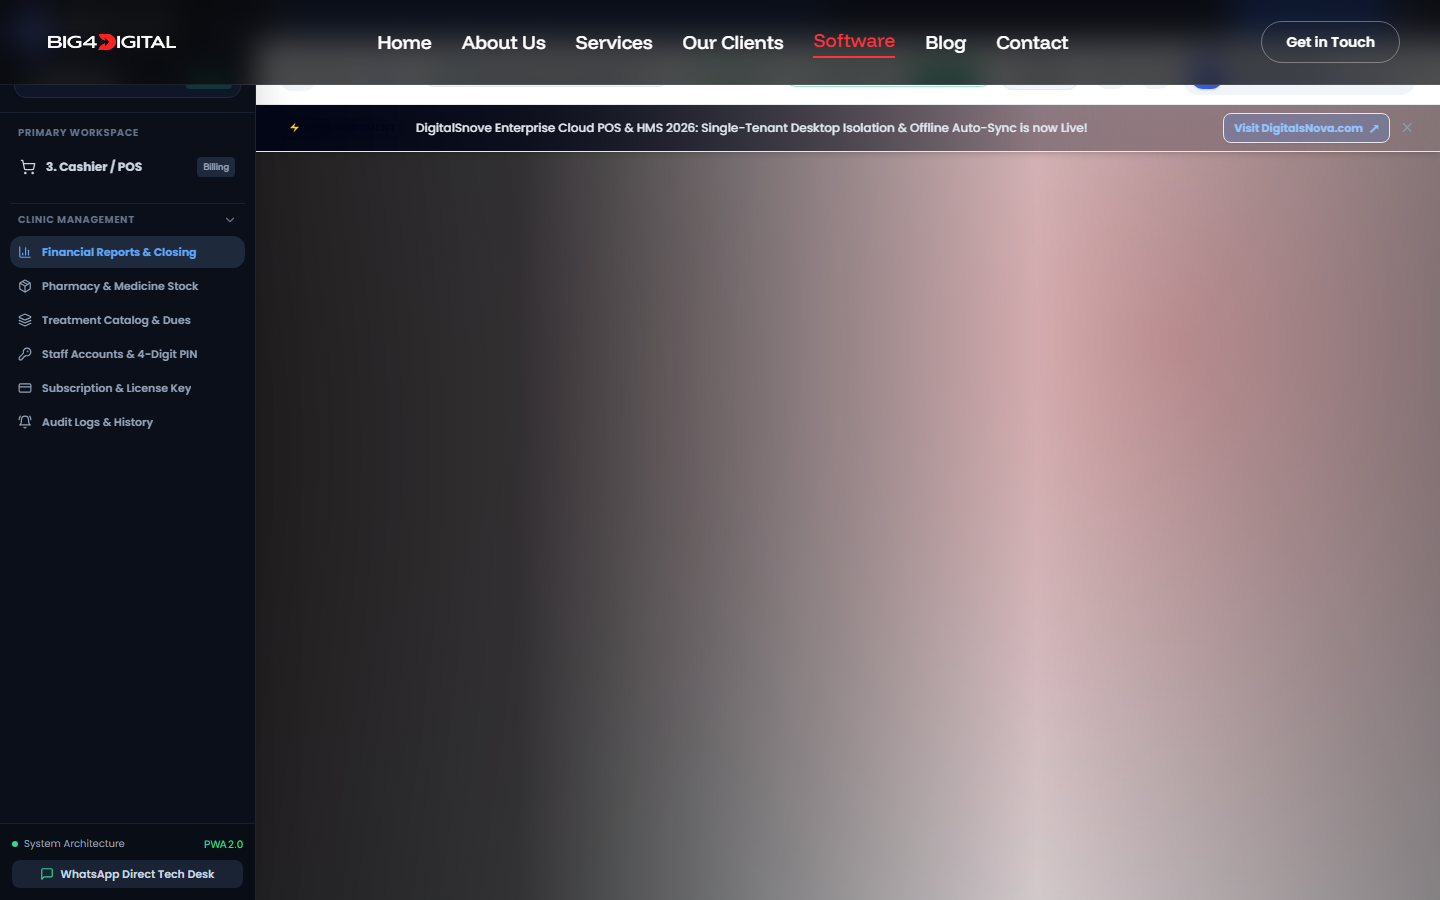 BIG4DIGITAL
Home
About Us
Services
Our Clients
Software
Blog
Contact
Get in Touch
DigitalSnove Enterprise Cloud POS & HMS 2026: Single-Tenant Desktop Isolation & Offline Auto-Sync is now Live!
Visit DigitalsNova.com ↗
PRIMARY WORKSPACE
3. Cashier / POS
Billing
CLINIC MANAGEMENT
Financial Reports & Closing
Pharmacy & Medicine Stock
Treatment Catalog & Dues
Staff Accounts & 4-Digit PIN
Subscription & License Key
Audit Logs & History
System Architecture
PWA 2.0
WhatsApp Direct Tech Desk